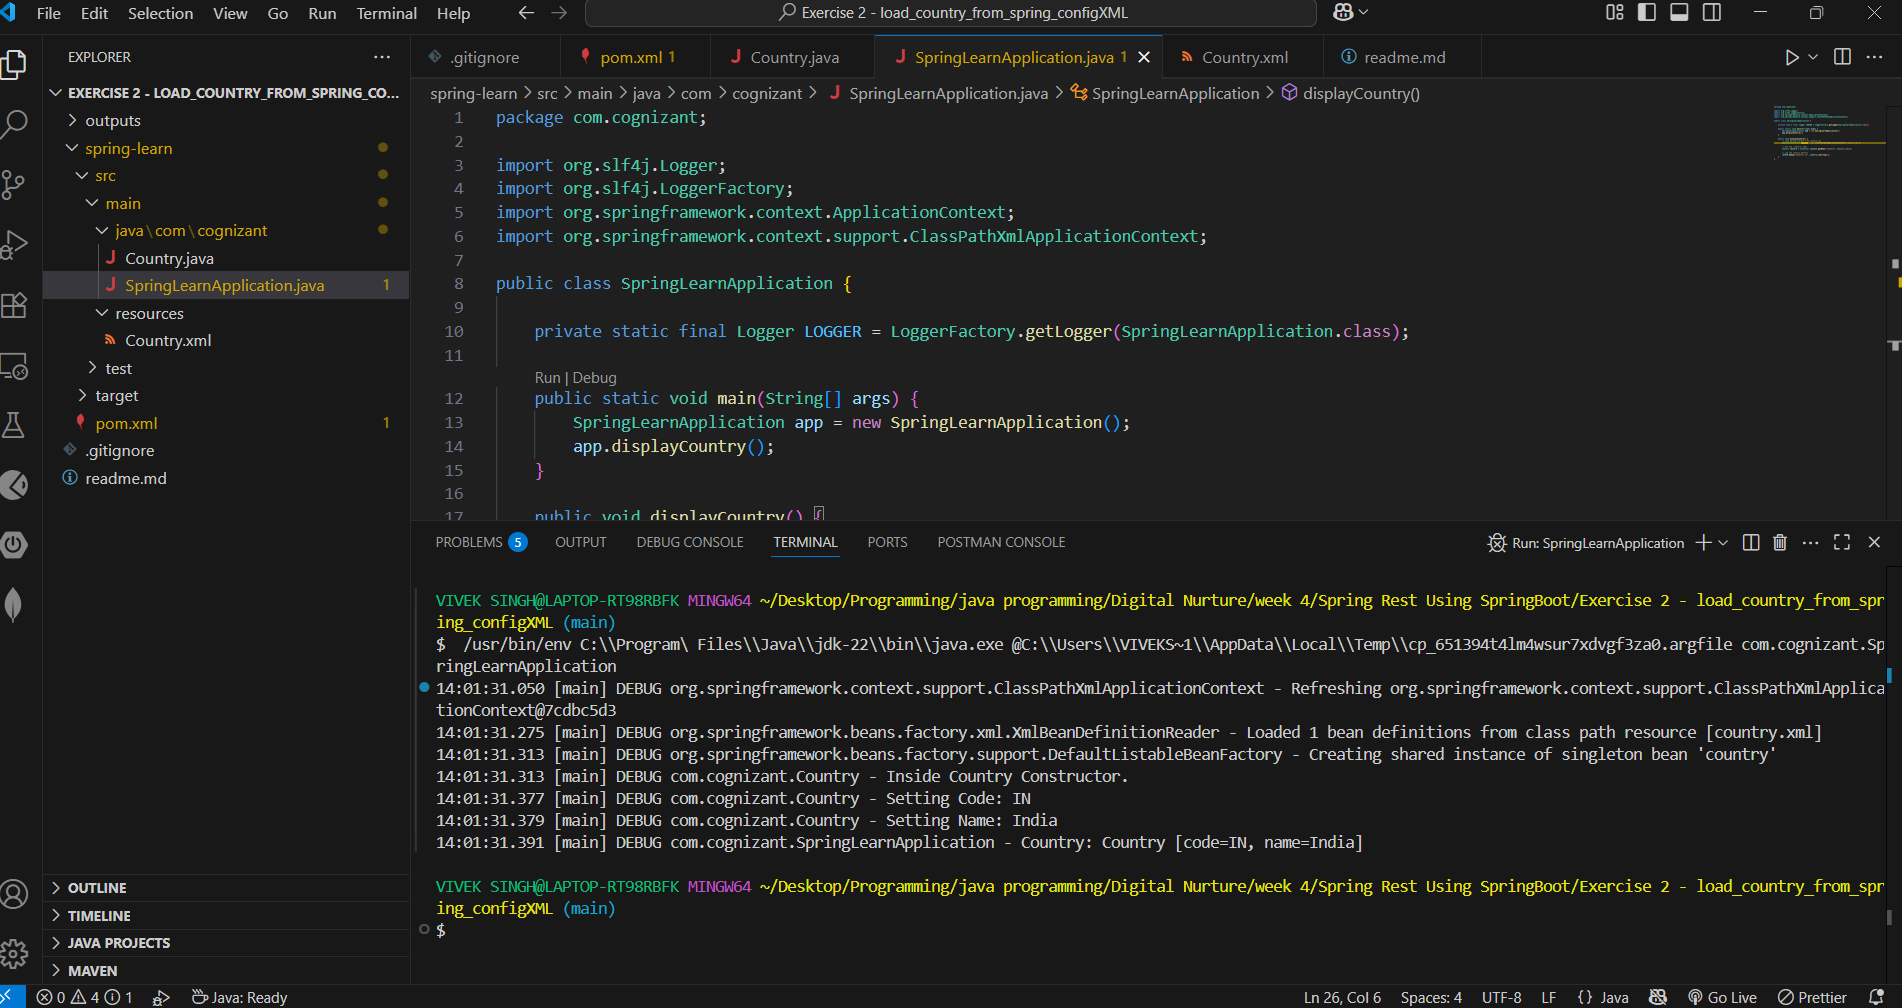 File Edit Selection View Go Run Terminal Help
Exercise 2 - load_country_from_spring_configXML
EXPLORER
EXERCISE 2 - LOAD_COUNTRY_FROM_SPRING_CO...
outputs
spring-learn
src
main
java\com\cognizant
Country.java
SpringLearnApplication.java 1
resources
Country.xml
test
target
pom.xml 1
.gitignore
readme.md
OUTLINE
TIMELINE
JAVA PROJECTS
MAVEN
.gitignore pom.xml 1 Country.java SpringLearnApplication.java 1 Country.xml readme.md
spring-learn > src > main > java > com > cognizant > SpringLearnApplication.java > SpringLearnApplication > displayCountry()
1 package com.cognizant;
2
3 import org.slf4j.Logger;
4 import org.slf4j.LoggerFactory;
5 import org.springframework.context.ApplicationContext;
6 import org.springframework.context.support.ClassPathXmlApplicationContext;
7
8 public class SpringLearnApplication {
9
10 private static final Logger LOGGER = LoggerFactory.getLogger(SpringLearnApplication.class);
11
Run | Debug
12 public static void main(String[] args) {
13 SpringLearnApplication app = new SpringLearnApplication();
14 app.displayCountry();
15 }
16
17 public void displayCountry() {
PROBLEMS 5 OUTPUT DEBUG CONSOLE TERMINAL PORTS POSTMAN CONSOLE
Run: SpringLearnApplication
VIVEK SINGH@LAPTOP-RT98RBFK MINGW64 ~/Desktop/Programming/java programming/Digital Nurture/week 4/Spring Rest Using SpringBoot/Exercise 2 - load_country_from_spr
ing_configXML (main)
$ /usr/bin/env C:\\Program\ Files\\Java\\jdk-22\\bin\\java.exe @C:\\Users\\VIVEKS~1\\AppData\\Local\\Temp\\cp_651394t4lm4wsur7xdvgf3za0.argfile com.cognizant.Sp
ringLearnApplication
14:01:31.050 [main] DEBUG org.springframework.context.support.ClassPathXmlApplicationContext - Refreshing org.springframework.context.support.ClassPathXmlApplica
tionContext@7cdbc5d3
14:01:31.275 [main] DEBUG org.springframework.beans.factory.xml.XmlBeanDefinitionReader - Loaded 1 bean definitions from class path resource [country.xml]
14:01:31.313 [main] DEBUG org.springframework.beans.factory.support.DefaultListableBeanFactory - Creating shared instance of singleton bean 'country'
14:01:31.313 [main] DEBUG com.cognizant.Country - Inside Country Constructor.
14:01:31.377 [main] DEBUG com.cognizant.Country - Setting Code: IN
14:01:31.379 [main] DEBUG com.cognizant.Country - Setting Name: India
14:01:31.391 [main] DEBUG com.cognizant.SpringLearnApplication - Country: Country [code=IN, name=India]
VIVEK SINGH@LAPTOP-RT98RBFK MINGW64 ~/Desktop/Programming/java programming/Digital Nurture/week 4/Spring Rest Using SpringBoot/Exercise 2 - load_country_from_spr
ing_configXML (main)
$
0 4 1 Java: Ready Ln 26, Col 6 Spaces: 4 UTF-8 LF {} Java Go Live Prettier